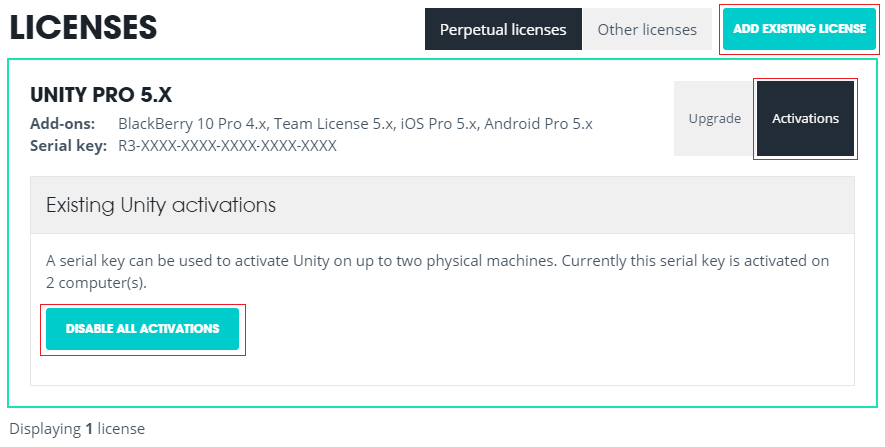 LICENSES
Perpetual licenses
Other licenses
ADD EXISTING LICENSE
UNITY PRO 5.X
Add-ons: BlackBerry 10 Pro 4.x, Team License 5.x, iOS Pro 5.x, Android Pro 5.x
Serial key: R3-XXXX-XXXX-XXXX-XXXX-XXXX
Upgrade
Activations
Existing Unity activations
A serial key can be used to activate Unity on up to two physical machines. Currently this serial key is activated on
2 computer(s).
DISABLE ALL ACTIVATIONS
Displaying 1 license